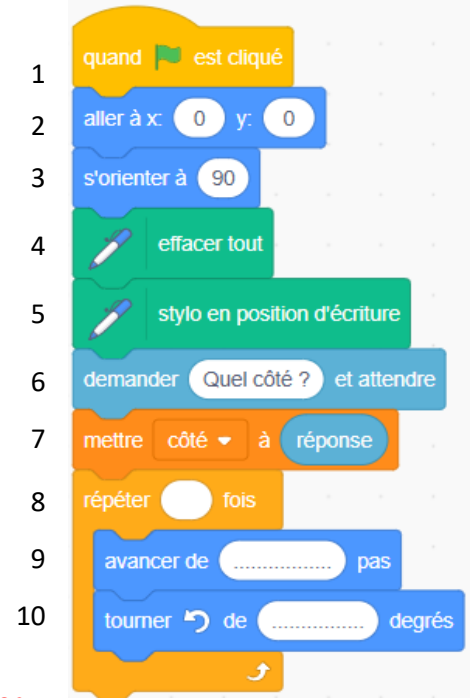 1 quand est cliqué
2 aller à x: 0 y: 0
3 s'orienter à 90
4 effacer tout
5 stylo en position d'écriture
6 demander Quel côté ? et attendre
7 mettre côté à réponse
8 répéter fois
9 avancer de ................. pas
10 tourner de ................ degrés